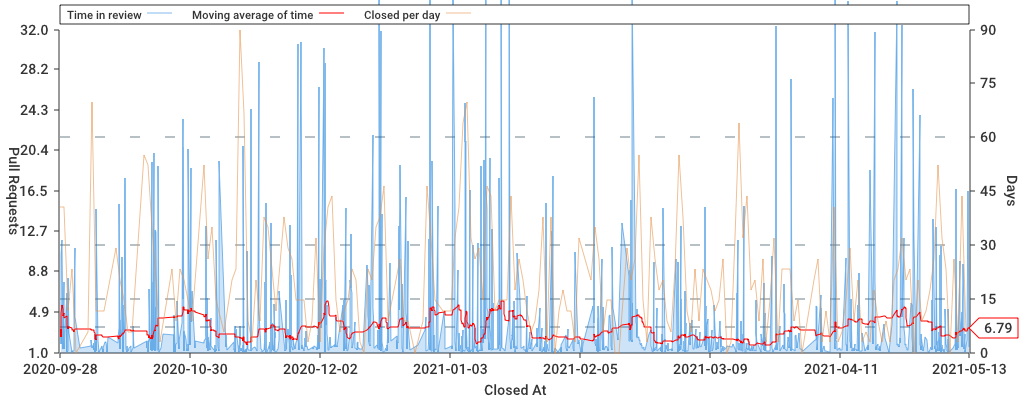 Time in review Moving average of time Closed per day
32.0 90
28.2 75
24.3
20.4 60
16.5 45
12.7 30
8.8 15
4.9 6.79
1.0 0
Pull Requests
Days
2020-09-28 2020-10-30 2020-12-02 2021-01-03 2021-02-05 2021-03-09 2021-04-11 2021-05-13
Closed At